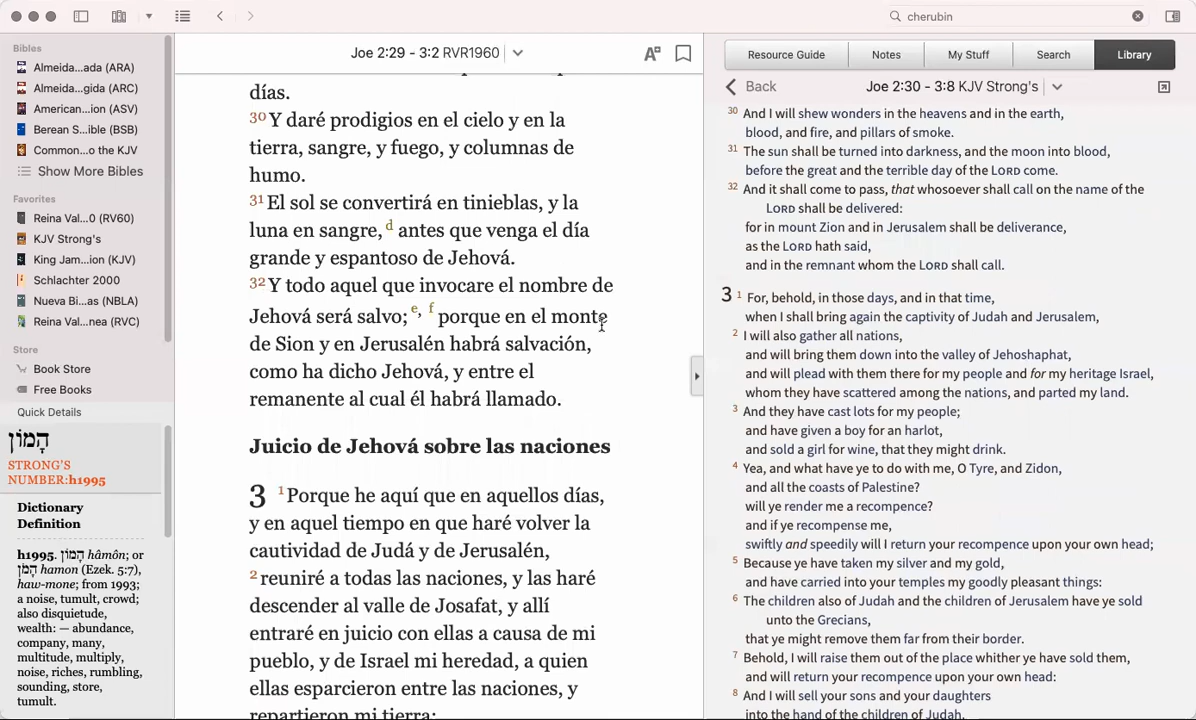 cherubin
Bibles
Almeida...ada (ARA)
Almeida...gida (ARC)
American...ion (ASV)
Berean S...ible (BSB)
Common...o the KJV
Show More Bibles
Favorites
Reina Val...0 (RV60)
KJV Strong's
King Jam...ion (KJV)
Schlachter 2000
Nueva Bi...as (NBLA)
Reina Val...nea (RVC)
Store
Book Store
Free Books
Quick Details
הָמוֹן
STRONG'S
NUMBER:h1995
Dictionary
Definition
h1995. הָמוֹן hâmôn; or
הָמֹן hamon (Ezek. 5:7),
haw-mone; from 1993;
a noise, tumult, crowd;
also disquietude,
wealth: — abundance,
company, many,
multitude, multiply,
noise, riches, rumbling,
sounding, store,
tumult.
Joe 2:29 - 3:2 RVR1960
días.
30 Y daré prodigios en el cielo y en la
tierra, sangre, y fuego, y columnas de
humo.
31 El sol se convertirá en tinieblas, y la
luna en sangre, d antes que venga el día
grande y espantoso de Jehová.
32 Y todo aquel que invocare el nombre de
Jehová será salvo; e, f porque en el monte
de Sion y en Jerusalén habrá salvación,
como ha dicho Jehová, y entre el
remanente al cual él habrá llamado.
Juicio de Jehová sobre las naciones
3 1 Porque he aquí que en aquellos días,
y en aquel tiempo en que haré volver la
cautividad de Judá y de Jerusalén,
2 reuniré a todas las naciones, y las haré
descender al valle de Josafat, y allí
entraré en juicio con ellas a causa de mi
pueblo, y de Israel mi heredad, a quien
ellas esparcieron entre las naciones, y
repartieron mi tierra;
Resource Guide Notes My Stuff Search Library
Back Joe 2:30 - 3:8 KJV Strong's
30 And I will shew wonders in the heavens and in the earth,
blood, and fire, and pillars of smoke.
31 The sun shall be turned into darkness, and the moon into blood,
before the great and the terrible day of the LORD come.
32 And it shall come to pass, that whosoever shall call on the name of the
LORD shall be delivered:
for in mount Zion and in Jerusalem shall be deliverance,
as the LORD hath said,
and in the remnant whom the LORD shall call.
3 1 For, behold, in those days, and in that time,
when I shall bring again the captivity of Judah and Jerusalem,
2 I will also gather all nations,
and will bring them down into the valley of Jehoshaphat,
and will plead with them there for my people and for my heritage Israel,
whom they have scattered among the nations, and parted my land.
3 And they have cast lots for my people;
and have given a boy for an harlot,
and sold a girl for wine, that they might drink.
4 Yea, and what have ye to do with me, O Tyre, and Zidon,
and all the coasts of Palestine?
will ye render me a recompence?
and if ye recompense me,
swiftly and speedily will I return your recompence upon your own head;
5 Because ye have taken my silver and my gold,
and have carried into your temples my goodly pleasant things:
6 The children also of Judah and the children of Jerusalem have ye sold
unto the Grecians,
that ye might remove them far from their border.
7 Behold, I will raise them out of the place whither ye have sold them,
and will return your recompence upon your own head:
8 And I will sell your sons and your daughters
into the hand of the children of Judah,